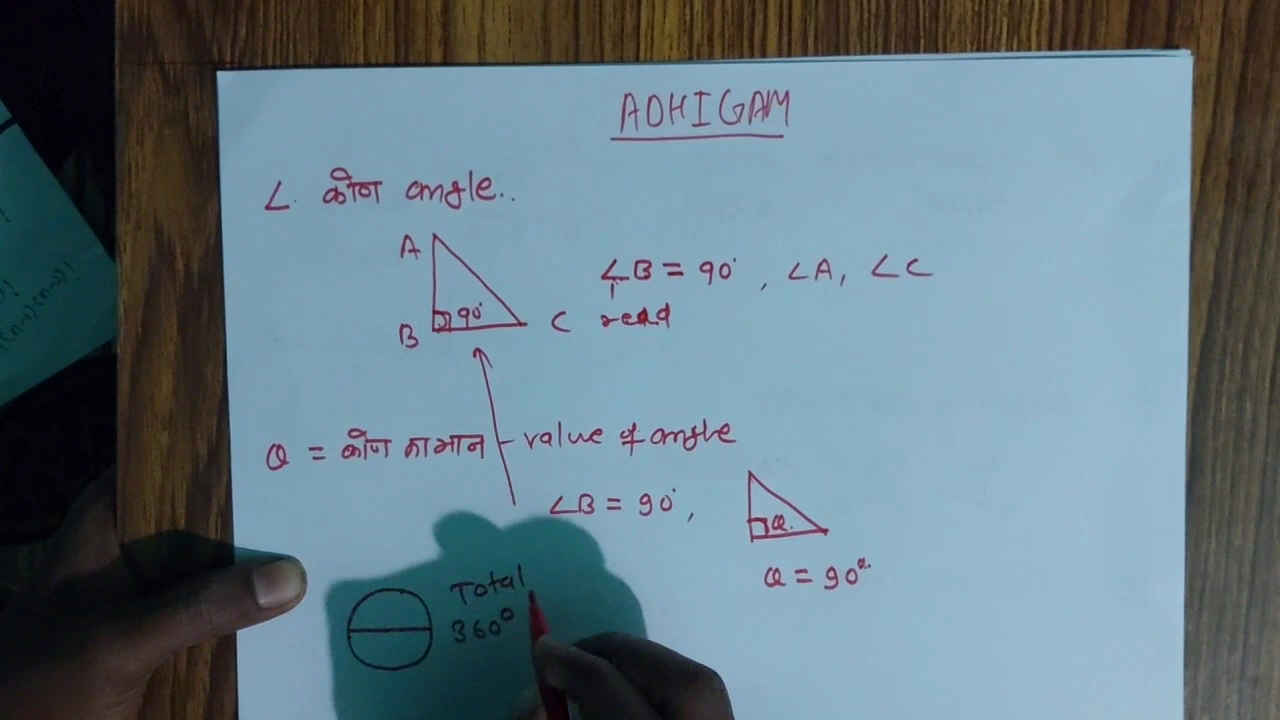 ADHIGAM
∠. कोण angle..
A
B
90°
C
∠B = 90°, ∠A, ∠C
read
θ = कोण का मान - value of angle
∠B = 90°,
θ.
θ = 90°
Total
360°